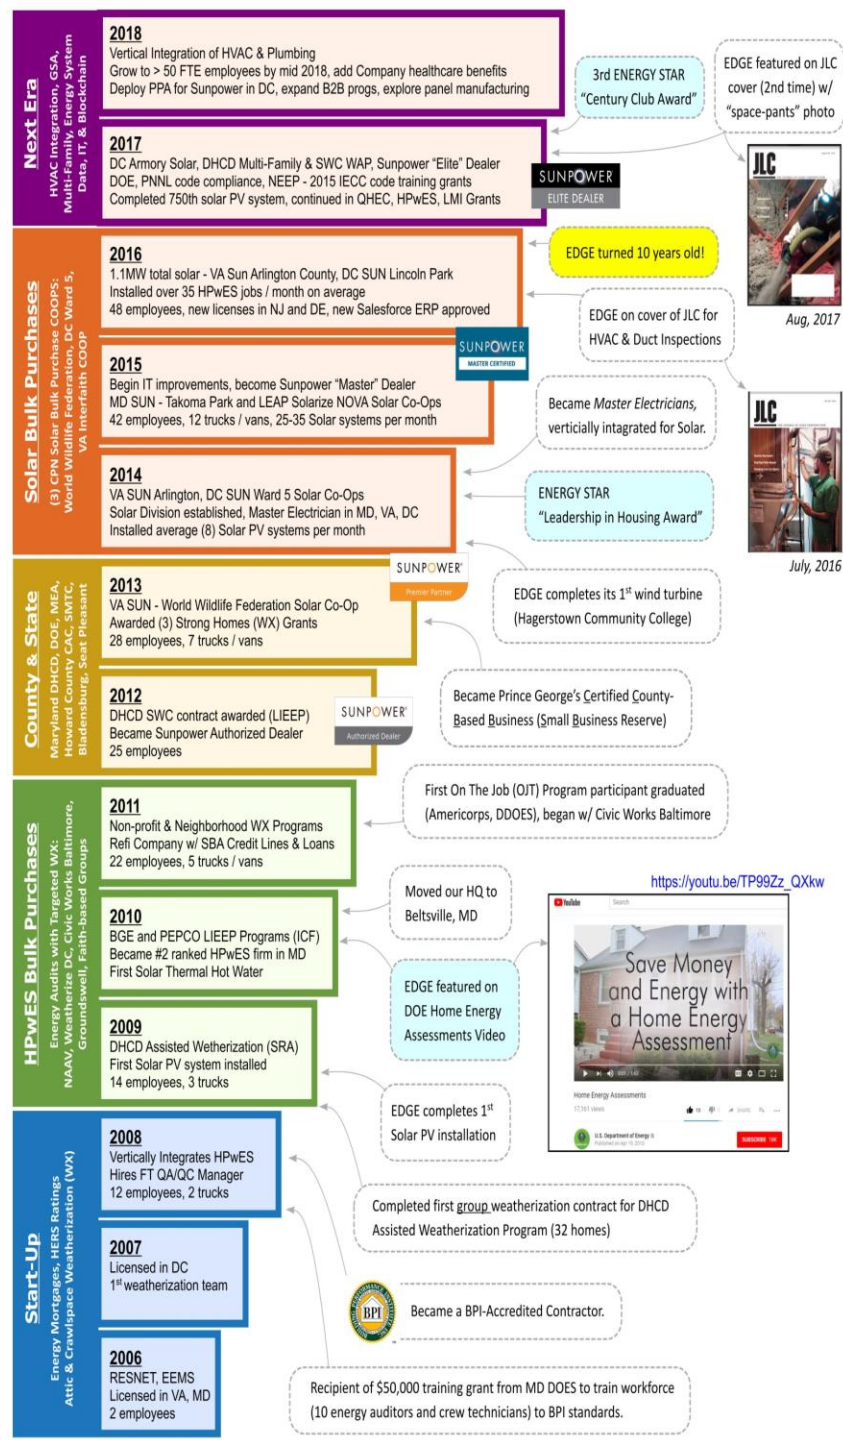 Next Era
HVAC Integration, GSA,
Multi-Family, Energy System
Data, IT, & Blockchain
2018
Vertical Integration of HVAC & Plumbing
Grow to > 50 FTE employees by mid 2018, add Company healthcare benefits
Deploy PPA for Sunpower in DC, expand B2B progs, explore panel manufacturing
2017
DC Armory Solar, DHCD Multi-Family & SWC WAP, Sunpower “Elite” Dealer
DOE, PNNL code compliance, NEEP - 2015 IECC code training grants
Completed 750th solar PV system, continued in QHEC, HPwES, LMI Grants
SUNPOWER
ELITE DEALER
3rd ENERGY STAR
“Century Club Award”
EDGE featured on JLC
cover (2nd time) w/
“space-pants” photo
JLC
Aug, 2017
Solar Bulk Purchases
(3) CPN Solar Bulk Purchase COOPS:
World Wildlife Federation, DC Ward 5,
VA Interfaith COOP
2016
1.1MW total solar - VA Sun Arlington County, DC SUN Lincoln Park
Installed over 35 HPwES jobs / month on average
48 employees, new licenses in NJ and DE, new Salesforce ERP approved
EDGE turned 10 years old!
EDGE on cover of JLC for
HVAC & Duct Inspections
SUNPOWER
MASTER CERTIFIED
2015
Begin IT improvements, become Sunpower “Master” Dealer
MD SUN - Takoma Park and LEAP Solarize NOVA Solar Co-Ops
42 employees, 12 trucks / vans, 25-35 Solar systems per month
Became Master Electricians,
vertically intagrated for Solar.
JLC
July, 2016
2014
VA SUN Arlington, DC SUN Ward 5 Solar Co-Ops
Solar Division established, Master Electrician in MD, VA, DC
Installed average (8) Solar PV systems per month
ENERGY STAR
“Leadership in Housing Award”
EDGE completes its 1st wind turbine
(Hagerstown Community College)
County & State
Maryland DHCD, DOE, MEA,
Howard County CAC, SMTC,
Bladensburg, Seat Pleasant
SUNPOWER
Premier Partner
2013
VA SUN - World Wildlife Federation Solar Co-Op
Awarded (3) Strong Homes (WX) Grants
28 employees, 7 trucks / vans
Became Prince George’s Certified County-
Based Business (Small Business Reserve)
2012
DHCD SWC contract awarded (LIEEP)
Became Sunpower Authorized Dealer
25 employees
SUNPOWER
Authorized Dealer
HPwES Bulk Purchases
Energy Audits with Targeted WX:
NAAV, Weatherize DC, Civic Works Baltimore,
Groundswell, Faith-based Groups
2011
Non-profit & Neighborhood WX Programs
Refi Company w/ SBA Credit Lines & Loans
22 employees, 5 trucks / vans
First On The Job (OJT) Program participant graduated
(Americorps, DDOES), began w/ Civic Works Baltimore
2010
BGE and PEPCO LIEEP Programs (ICF)
Became #2 ranked HPwES firm in MD
First Solar Thermal Hot Water
Moved our HQ to
Beltsville, MD
EDGE featured on
DOE Home Energy
Assessments Video
https://youtu.be/TP99Zz_QXkw
YouTube
Search
Save Money
and Energy with
a Home Energy
Assessment
Home Energy Assessments
17,161 views
SHARE
U.S. Department of Energy
SUBSCRIBE
2009
DHCD Assisted Wetherization (SRA)
First Solar PV system installed
14 employees, 3 trucks
EDGE completes 1st
Solar PV installation
Start-Up
Energy Mortgages, HERS Ratings
Attic & Crawlspace Weatherization (WX)
2008
Vertically Integrates HPwES
Hires FT QA/QC Manager
12 employees, 2 trucks
Completed first group weatherization contract for DHCD
Assisted Weatherization Program (32 homes)
2007
Licensed in DC
1st weatherization team
BPI
Became a BPI-Accredited Contractor.
2006
RESNET, EEMS
Licensed in VA, MD
2 employees
Recipient of $50,000 training grant from MD DOES to train workforce
(10 energy auditors and crew technicians) to BPI standards.